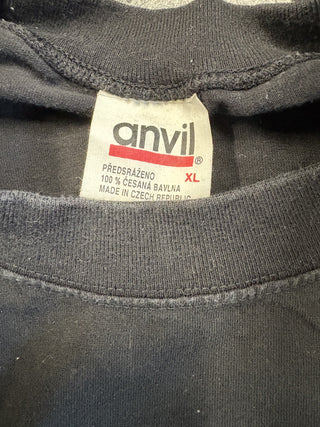 anvil
®
XL
PŘEDSRÁŽENO
100 % ČESANÁ BAVLNA
MADE IN CZECH REPUBLIC